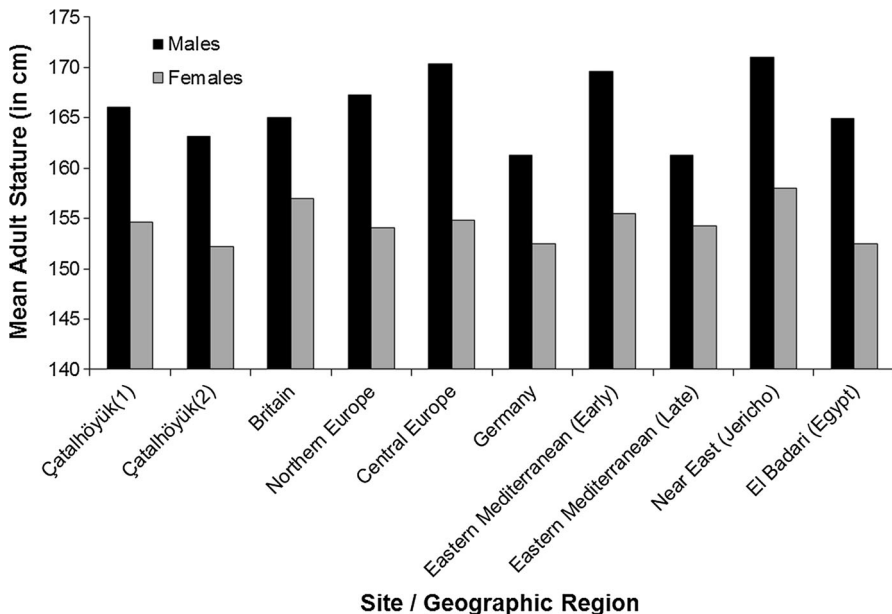 Mean Adult Stature (in cm)
175
170
165
160
155
150
145
140
Males
Females
Çatalhöyük(1)
Çatalhöyük(2)
Britain
Northern Europe
Central Europe
Germany
Eastern Mediterranean (Early)
Eastern Mediterranean (Late)
Near East (Jericho)
El Badari (Egypt)
Site / Geographic Region